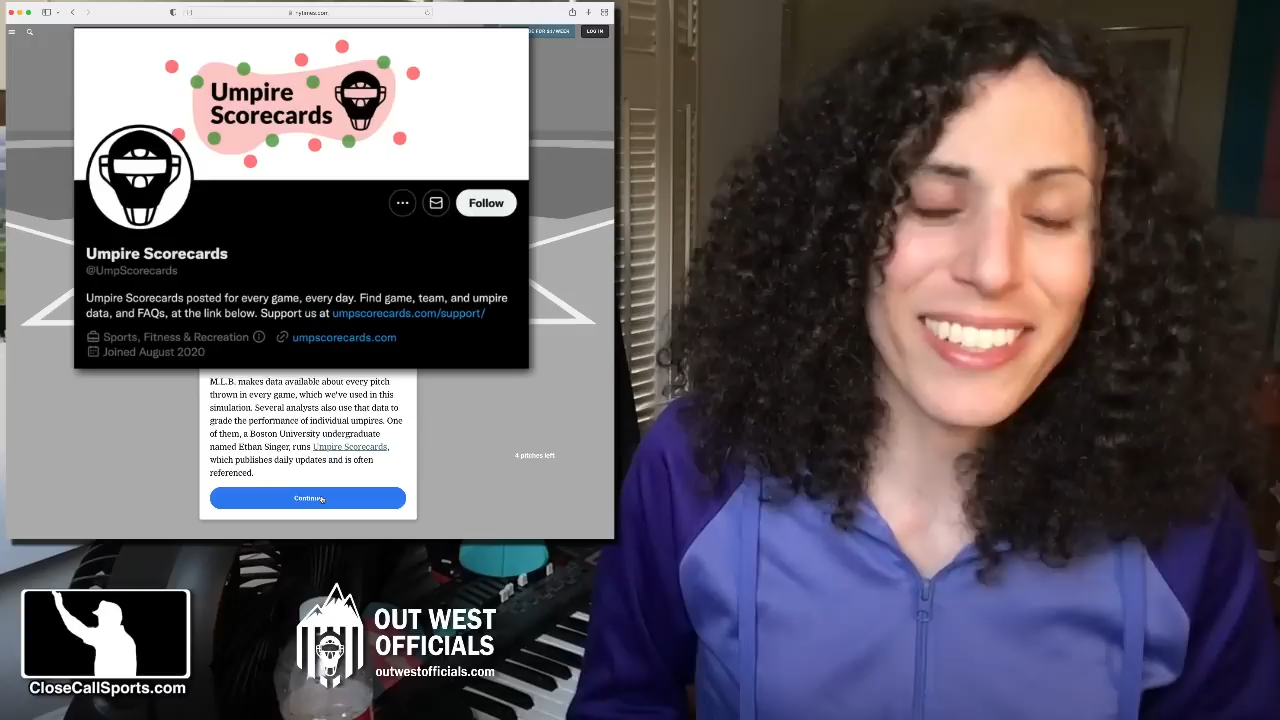 nytimes.com
E FOR $1/WEEK
LOG IN
Umpire
Scorecards
Follow
Umpire Scorecards
@UmpScorecards
Umpire Scorecards posted for every game, every day. Find game, team, and umpire
data, and FAQs, at the link below. Support us at umpscorecards.com/support/
Sports, Fitness & Recreation
umpscorecards.com
Joined August 2020
M.L.B. makes data available about every pitch
thrown in every game, which we've used in this
simulation. Several analysts also use that data to
grade the performance of individual umpires. One
of them, a Boston University undergraduate
named Ethan Singer, runs Umpire Scorecards,
which publishes daily updates and is often
referenced.
4 pitches left
Continue
CloseCallSports.com
OUT WEST
OFFICIALS
outwestofficials.com